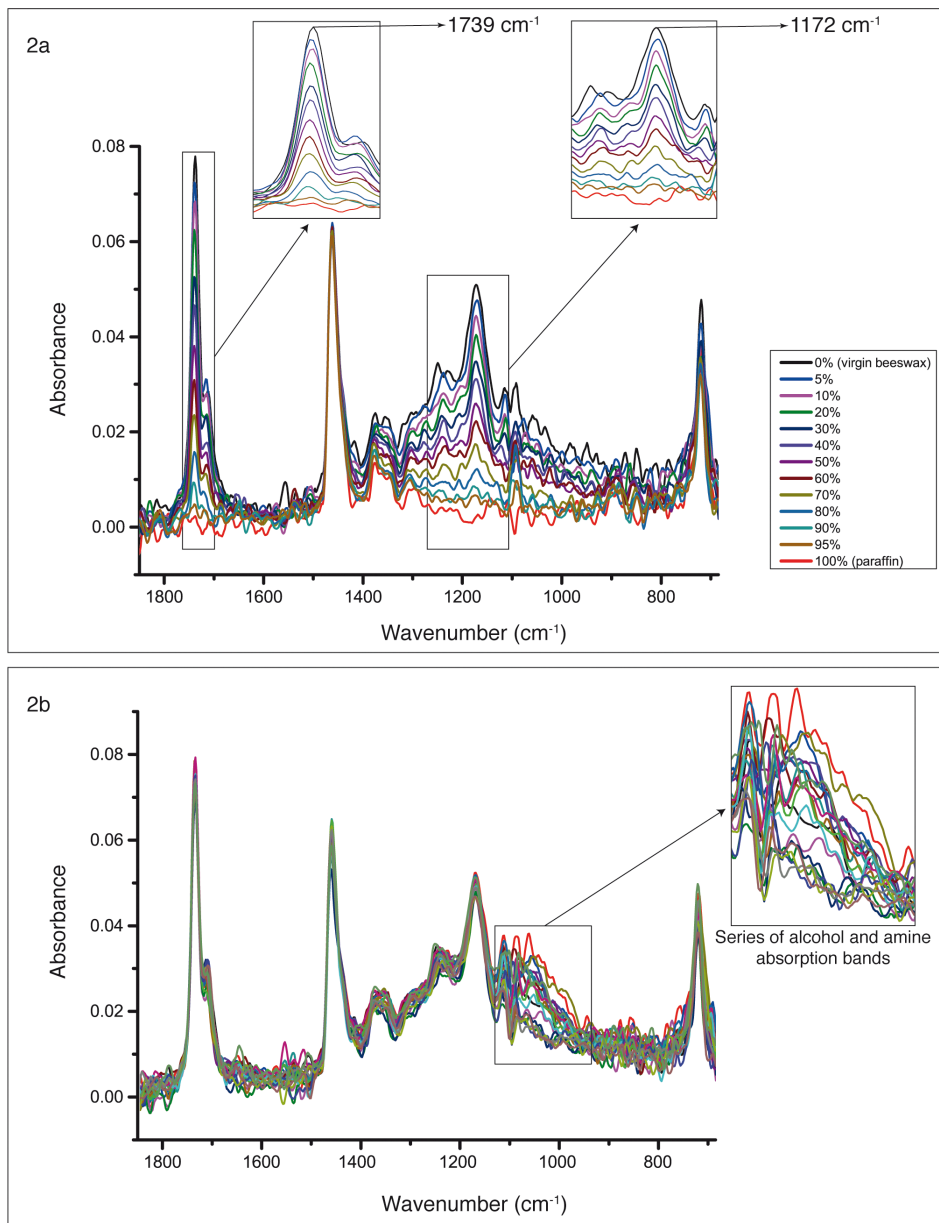 2a
1739 cm-1
1172 cm-1
0.08
0.06
0.04
0.02
0.00
Absorbance
1800 1600 1400 1200 1000 800
Wavenumber (cm-1)
0% (virgin beeswax)
5%
10%
20%
30%
40%
50%
60%
70%
80%
90%
95%
100% (paraffin)
2b
0.08
0.06
0.04
0.02
0.00
Absorbance
Series of alcohol and amine
absorption bands
1800 1600 1400 1200 1000 800
Wavenumber (cm-1)